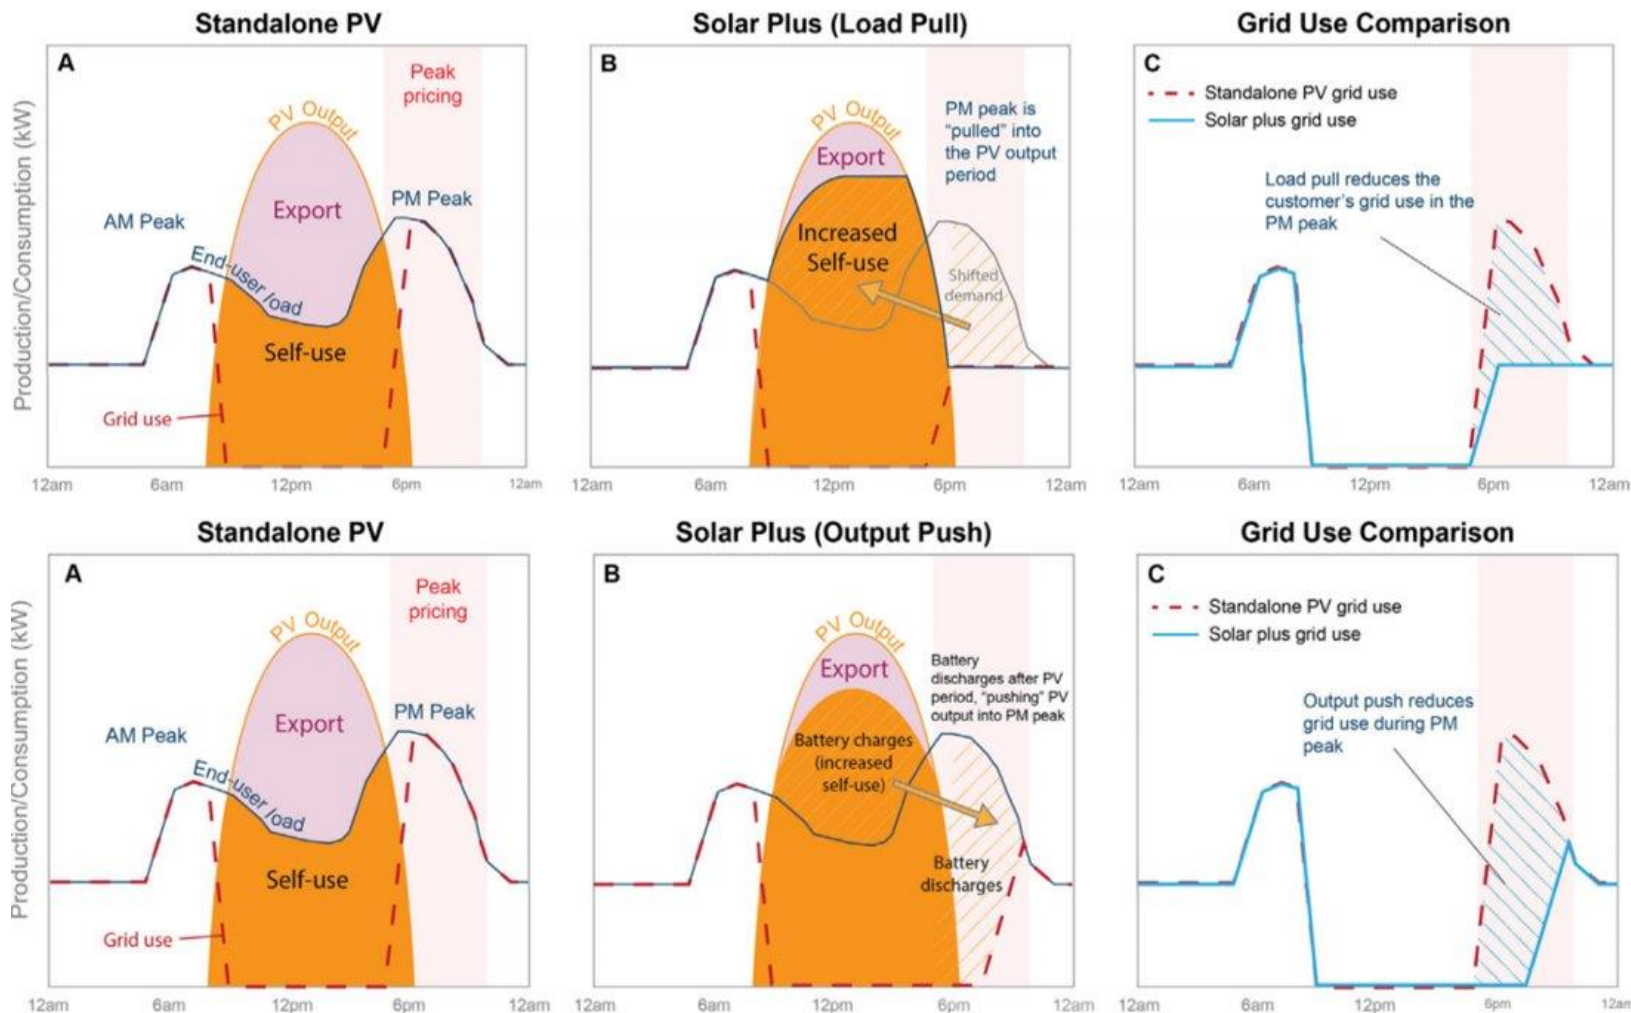 Standalone PV
Solar Plus (Load Pull)
Grid Use Comparison
Production/Consumption (kW)
A
Peak
pricing
PV Output
Export
AM Peak
PM Peak
End-user load
Self-use
Grid use
12am
6am
12pm
6pm
12am
B
PV Output
Export
PM peak is
"pulled" into
the PV output
period
Increased
Self-use
Shifted
demand
12am
6am
12pm
6pm
12am
C
Standalone PV grid use
Solar plus grid use
Load pull reduces the
customer's grid use in the
PM peak
12am
6am
12pm
6pm
12am
Standalone PV
Solar Plus (Output Push)
Grid Use Comparison
Production/Consumption (kW)
A
Peak
pricing
PV Output
Export
AM Peak
PM Peak
End-user load
Self-use
Grid use
12am
6am
12pm
6pm
12am
B
PV Output
Export
Battery
discharges after PV
period, "pushing" PV
output into PM peak
Battery charges
(increased
self-use)
Battery
discharges
12am
6am
12pm
6pm
12am
C
Standalone PV grid use
Solar plus grid use
Output push reduces
grid use during PM
peak
12am
6am
12pm
6pm
12am